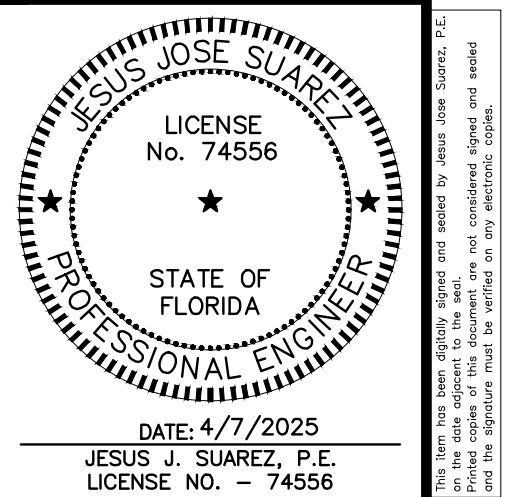 JESUS JOSE SUAREZ
LICENSE
No. 74556
STATE OF
FLORIDA
PROFESSIONAL ENGINEER
DATE: 4/7/2025
JESUS J. SUAREZ, P.E.
LICENSE NO. – 74556
This item has been digitally signed and sealed by Jesus Jose Suarez, P.E.
on the date adjacent to the seal.
Printed copies of this document are not considered signed and sealed
and the signature must be verified on any electronic copies.